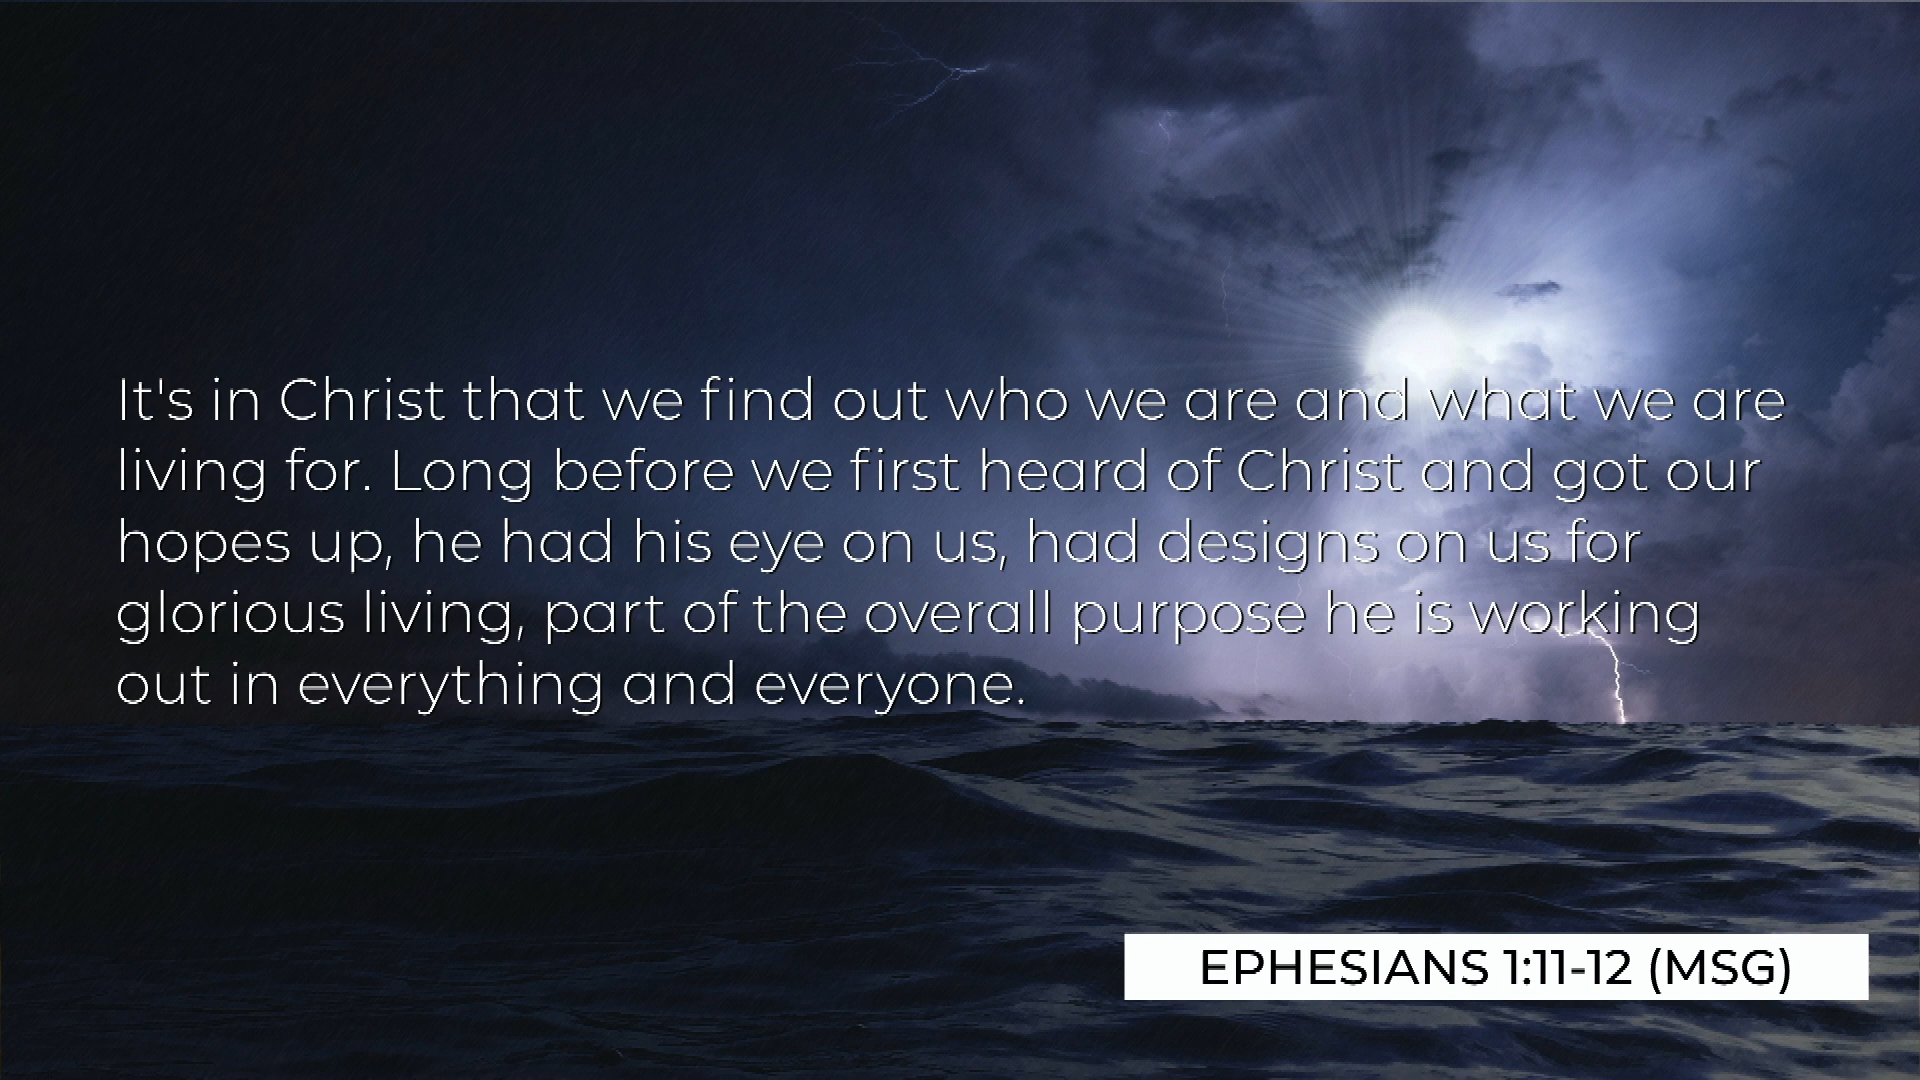 It's in Christ that we find out who we are and what we are
living for. Long before we first heard of Christ and got our
hopes up, he had his eye on us, had designs on us for
glorious living, part of the overall purpose he is working
out in everything and everyone.
EPHESIANS 1:11-12 (MSG)